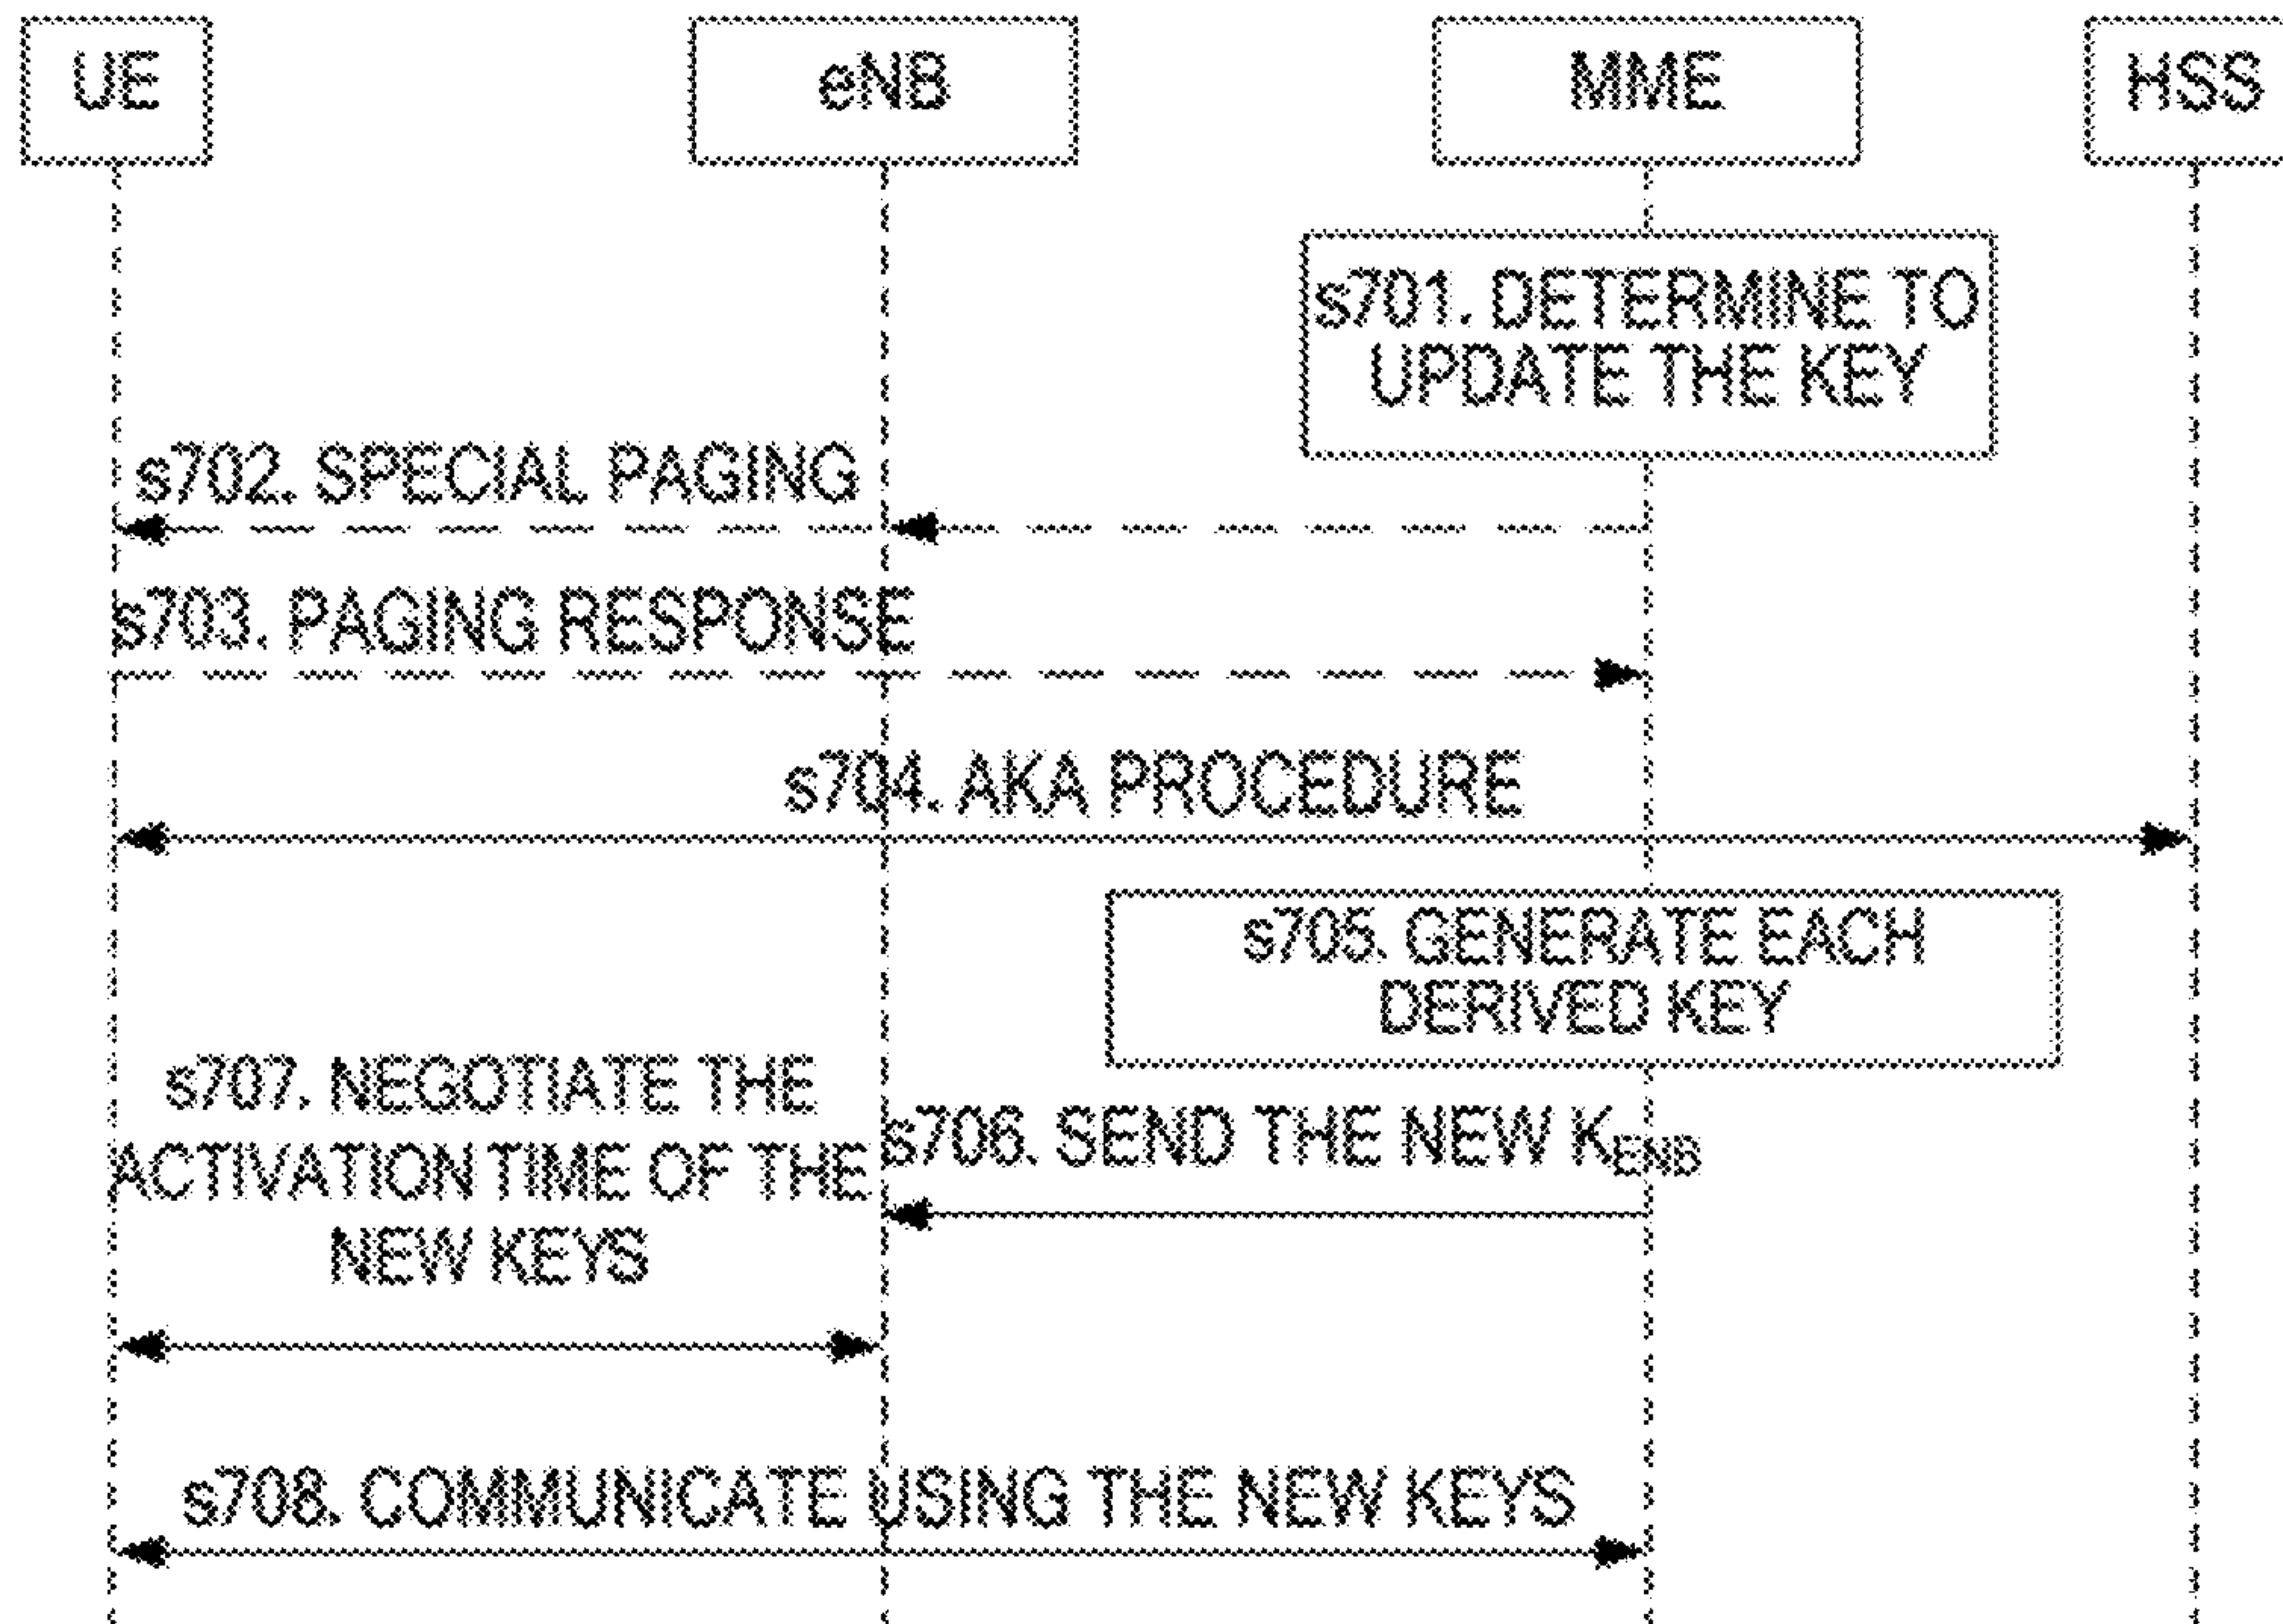 UE
eNB
MME
HSS
s701. DETERMINE TO
UPDATE THE KEY
s702. SPECIAL PAGING
s703. PAGING RESPONSE
s704. AKA PROCEDURE
s705. GENERATE EACH
DERIVED KEY
s707. NEGOTIATE THE
ACTIVATION TIME OF THE
NEW KEYS
s706. SEND THE NEW KENB
s708. COMMUNICATE USING THE NEW KEYS